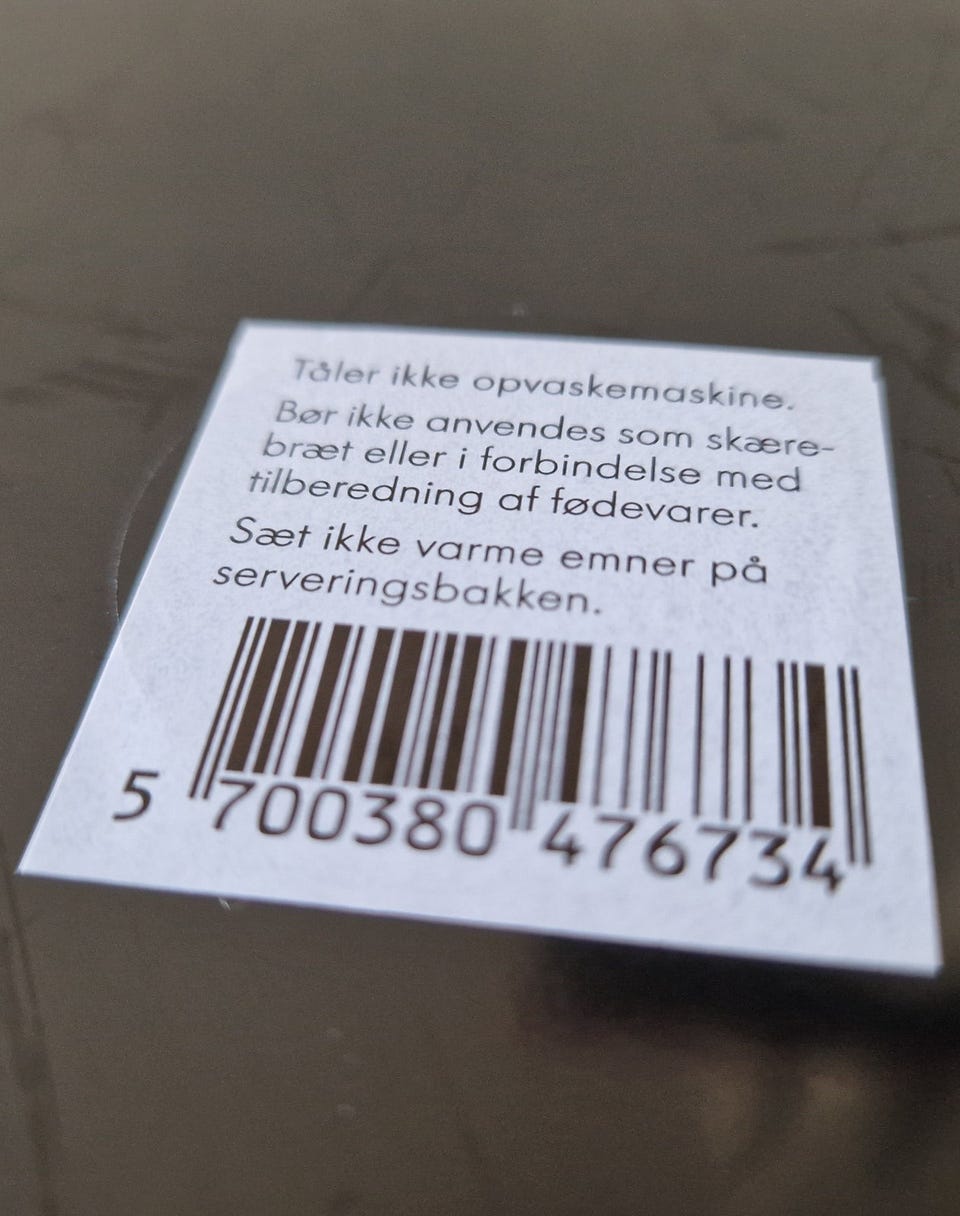 Tåler ikke opvaskemaskine.
Bør ikke anvendes som skære-
bræt eller i forbindelse med
tilberedning af fødevarer.
Sæt ikke varme emner på
serveringsbakken.
5 700380 476734